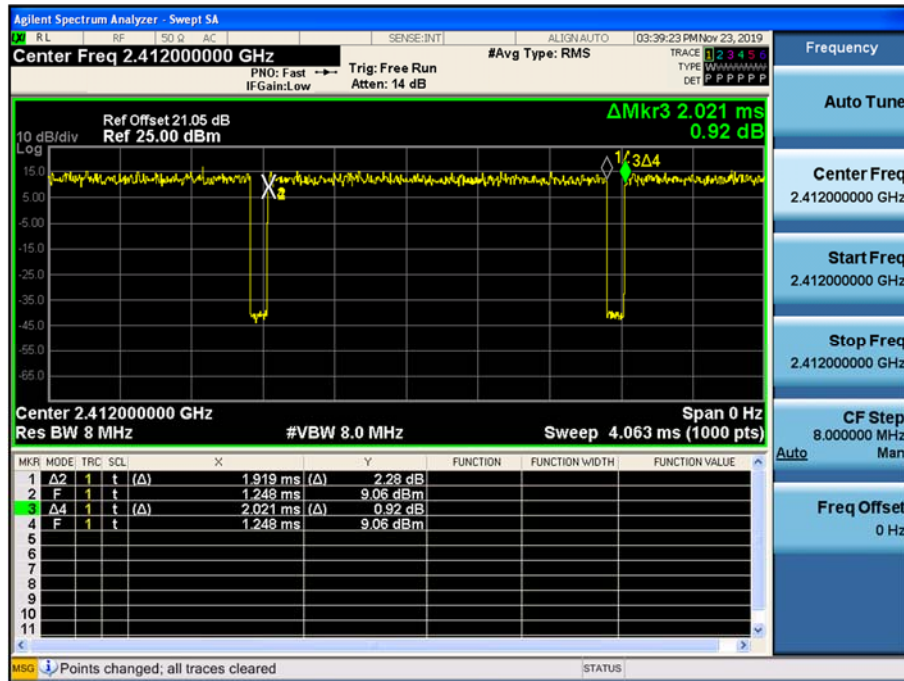 Agilent Spectrum Analyzer - Swept SA
LXI RL RF 50 Ω AC SENSE:INT ALIGN AUTO 03:39:23 PM Nov 23, 2019
Center Freq 2.412000000 GHz #Avg Type: RMS TRACE 1 2 3 4 5 6
PNO: Fast Trig: Free Run TYPE WWWWWW
IFGain:Low Atten: 14 dB DET P P P P P P
ΔMkr3 2.021 ms
0.92 dB
Ref Offset 21.05 dB
10 dB/div Ref 25.00 dBm
Log
15.0
5.00
-5.00
-15.0
-25.0
-35.0
-45.0
-55.0
-65.0
2
3Δ4
Center 2.412000000 GHz Span 0 Hz
Res BW 8 MHz #VBW 8.0 MHz Sweep 4.063 ms (1000 pts)
MKR MODE TRC SCL X Y FUNCTION FUNCTION WIDTH FUNCTION VALUE
1 Δ2 1 t (Δ) 1.919 ms (Δ) 2.28 dB
2 F 1 t 1.248 ms 9.06 dBm
3 Δ4 1 t (Δ) 2.021 ms (Δ) 0.92 dB
4 F 1 t 1.248 ms 9.06 dBm
5
6
7
8
9
10
11
MSG Points changed; all traces cleared STATUS
Frequency
Auto Tune
Center Freq
2.412000000 GHz
Start Freq
2.412000000 GHz
Stop Freq
2.412000000 GHz
CF Step
8.000000 MHz
Auto Man
Freq Offset
0 Hz